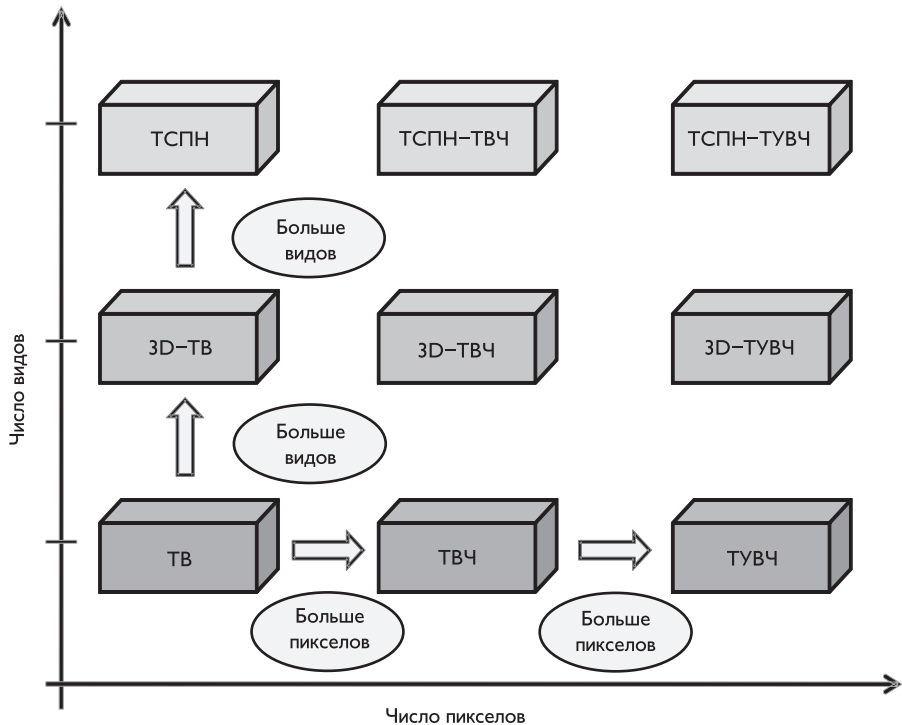 ТСПН
ТСПН–ТВЧ
ТСПН–ТУВЧ
Больше
видов
3D–ТВ
3D–ТВЧ
3D–ТУВЧ
Число видов
Больше
видов
ТВ
ТВЧ
ТУВЧ
Больше
пикселов
Больше
пикселов
Число пикселов